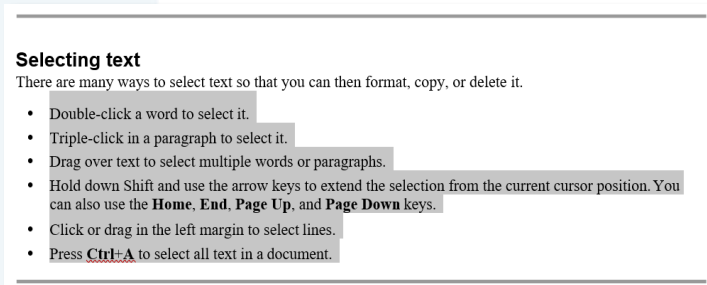 Selecting text
There are many ways to select text so that you can then format, copy, or delete it.
• Double-click a word to select it.
• Triple-click in a paragraph to select it.
• Drag over text to select multiple words or paragraphs.
• Hold down Shift and use the arrow keys to extend the selection from the current cursor position. You
can also use the Home, End, Page Up, and Page Down keys.
• Click or drag in the left margin to select lines.
• Press Ctrl+A to select all text in a document.